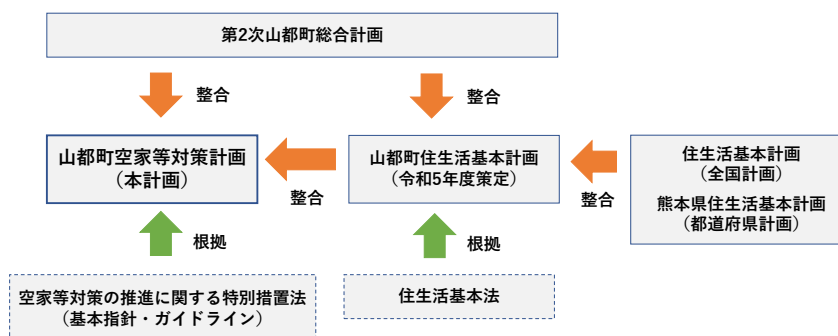 第2次山都町総合計画
整合
整合
山都町空家等対策計画
(本計画)
整合
山都町住生活基本計画
(令和5年度策定)
整合
住生活基本計画
(全国計画)
熊本県住生活基本計画
(都道府県計画)
根拠
根拠
空家等対策の推進に関する特別措置法
(基本指針・ガイドライン)
住生活基本法